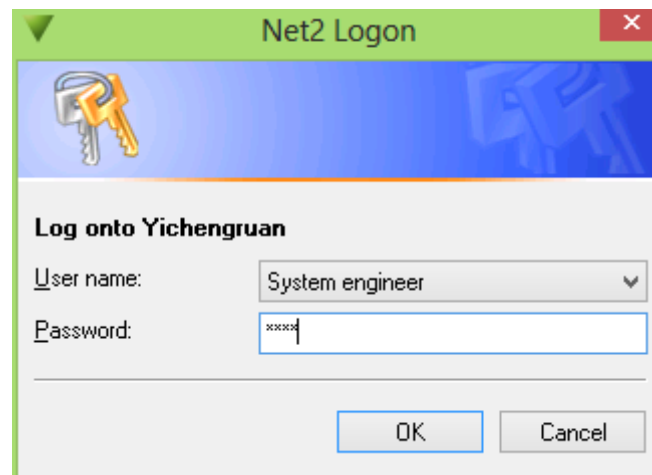 Net2 Logon
Log onto Yichengruan
User name: System engineer
Password: ****
OK Cancel